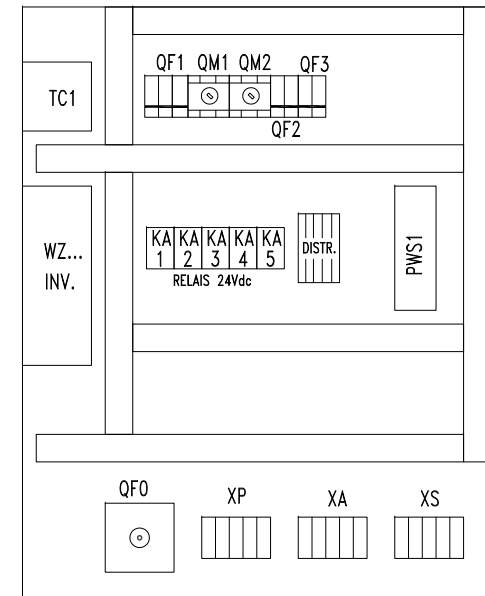 QF1 QM1 QM2 QF3
TC1
QF2
KA KA KA KA KA
1 2 3 4 5
DISTR.
RELAIS 24Vdc
PWS1
WZ...
INV.
QF0 XP XA XS